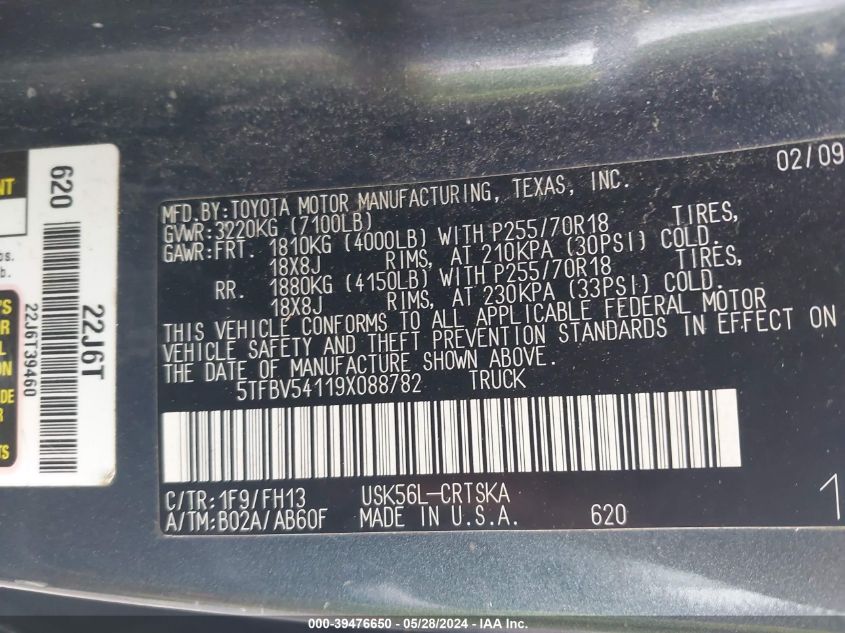 02/09
MFD.BY:TOYOTA MOTOR MANUFACTURING, TEXAS, INC.
GVWR:3220KG (7100LB)
GAWR:FRT. 1810KG (4000LB) WITH P255/70R18 TIRES,
18X8J RIMS, AT 210KPA (30PSI) COLD.
RR. 1880KG (4150LB) WITH P255/70R18 TIRES,
18X8J RIMS, AT 230KPA (33PSI) COLD.
THIS VEHICLE CONFORMS TO ALL APPLICABLE FEDERAL MOTOR
VEHICLE SAFETY AND THEFT PREVENTION STANDARDS IN EFFECT ON
THE DATE OF MANUFACTURE SHOWN ABOVE.
5TFBV54119X088782 TRUCK
C/TR:1F9/FH13 USK56L-CRTSKA
A/TM:B02A/AB60F MADE IN U.S.A. 620
1
620
22J6T
22J6T39460
000-39476650 - 05/28/2024 - IAA Inc.